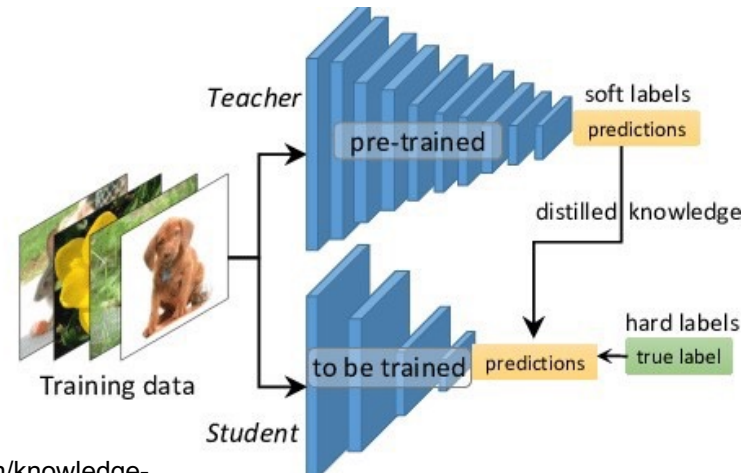 Teacher
pre-trained
soft labels
predictions
distilled knowledge
hard labels
true label
predictions
to be trained
Training data
Student
n/knowledge-